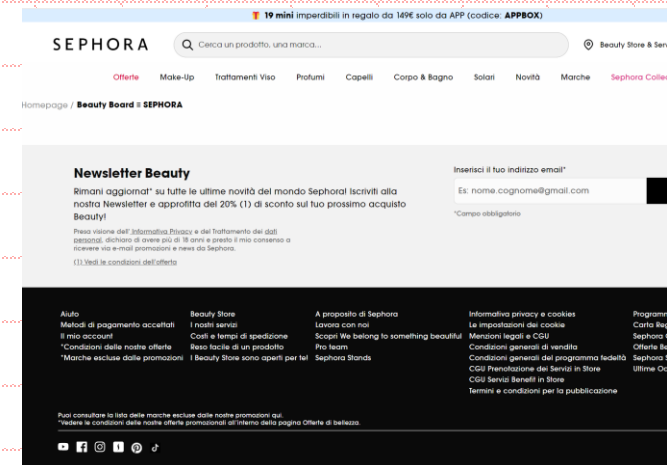 19 mini imperdibili in regalo da 149€ solo da APP (codice: APPBOX)
SEPHORA
Cerca un prodotto, una marca...
Beauty Store & Serv
Offerte Make-Up Trattamenti Viso Profumi Capelli Corpo & Bagno Solari Novità Marche Sephora Collec
Homepage / Beauty Board = SEPHORA
Newsletter Beauty
Rimani aggiornat* su tutte le ultime novità del mondo Sephora! Iscriviti alla
nostra Newsletter e approfitta del 20% (1) di sconto sul tuo prossimo acquisto
Beauty!
Presa visione dell' Informativa Privacy e del Trattamento dei dati
personali, dichiaro di avere più di 18 anni e presto il mio consenso a
ricevere via e-mail promozioni e news da Sephora.
(1) Vedi le condizioni dell'offerta
Inserisci il tuo indirizzo email*
Es: nome.cognome@gmail.com
*Campo obbligatorio
Aiuto
Metodi di pagamento accettati
Il mio account
*Condizioni delle nostre offerte
*Marche escluse dalle promozioni
Beauty Store
I nostri servizi
Costi e tempi di spedizione
Reso facile di un prodotto
I Beauty Store sono aperti per te!
A proposito di Sephora
Lavora con noi
Scopri We belong to something beautiful
Pro team
Sephora Stands
Informativa privacy e cookies
Le impostazioni dei cookie
Menzioni legali e CGU
Condizioni generali di vendita
Condizioni generali del programma fedeltà
CGU Prenotazione dei Servizi in Store
CGU Servizi Benefit in Store
Termini e condizioni per la pubblicazione
Programm
Carta Reg
Sephora
Offerte Be
Sephora S
Ultime Oc
Puoi consultare la lista delle marche escluse dalle nostre promozioni qui.
*Vedere le condizioni delle nostre offerte promozionali all'interno della pagina Offerte di bellezza.